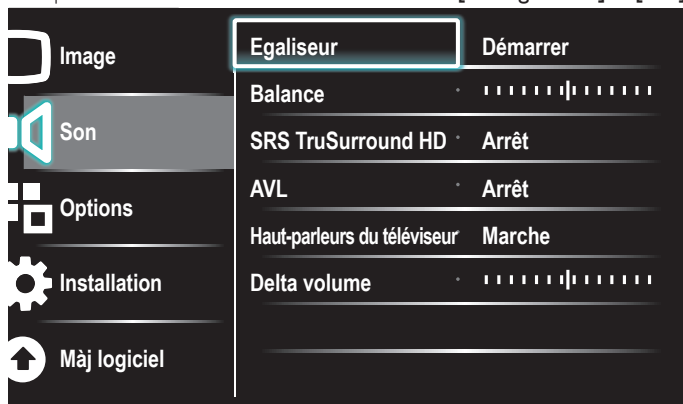 Image
Son
Options
Installation
Màj logiciel
Egaliseur Démarrer
Balance
SRS TruSurround HD Arrêt
AVL Arrêt
Haut-parleurs du téléviseur Marche
Delta volume